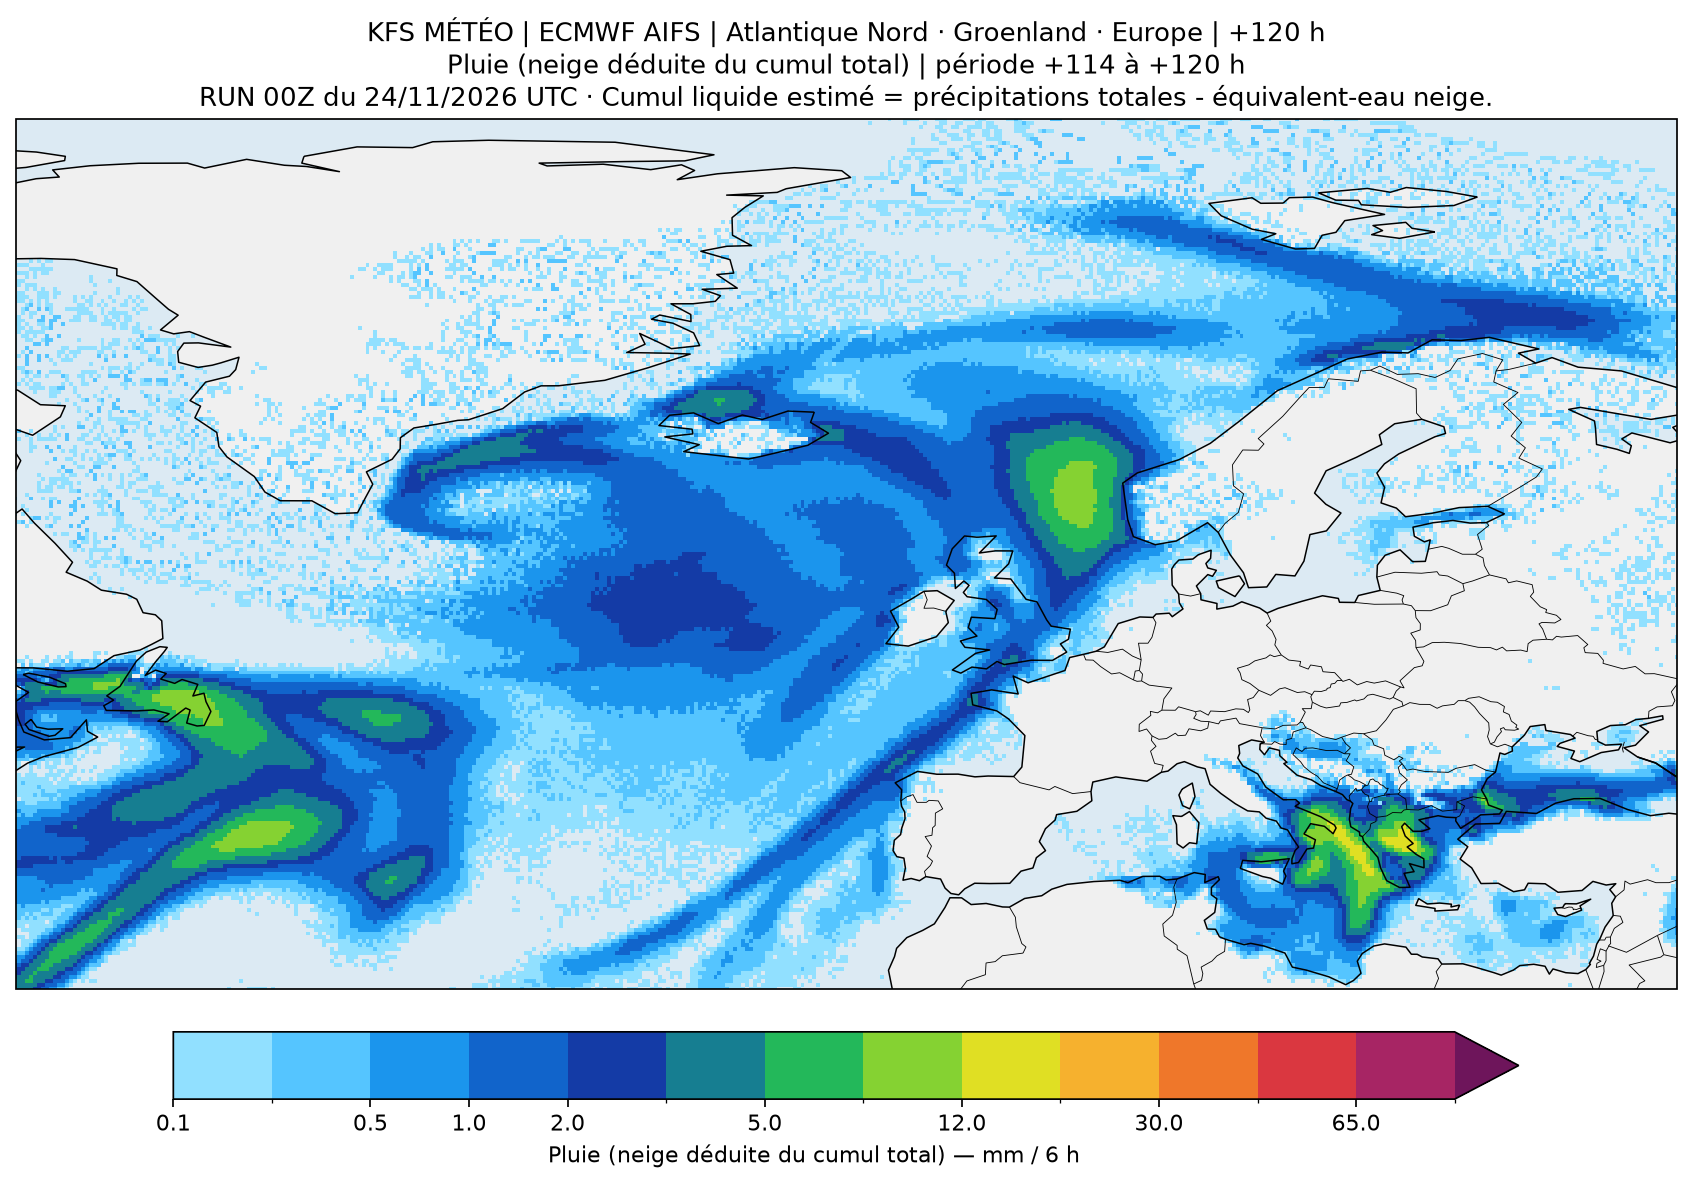 KFS MÉTÉO | ECMWF AIFS | Atlantique Nord · Groenland · Europe | +120 h
Pluie (neige déduite du cumul total) | période +114 à +120 h
RUN 00Z du 24/11/2026 UTC · Cumul liquide estimé = précipitations totales - équivalent-eau neige.
0.1 0.5 1.0 2.0 5.0 12.0 30.0 65.0
Pluie (neige déduite du cumul total) — mm / 6 h